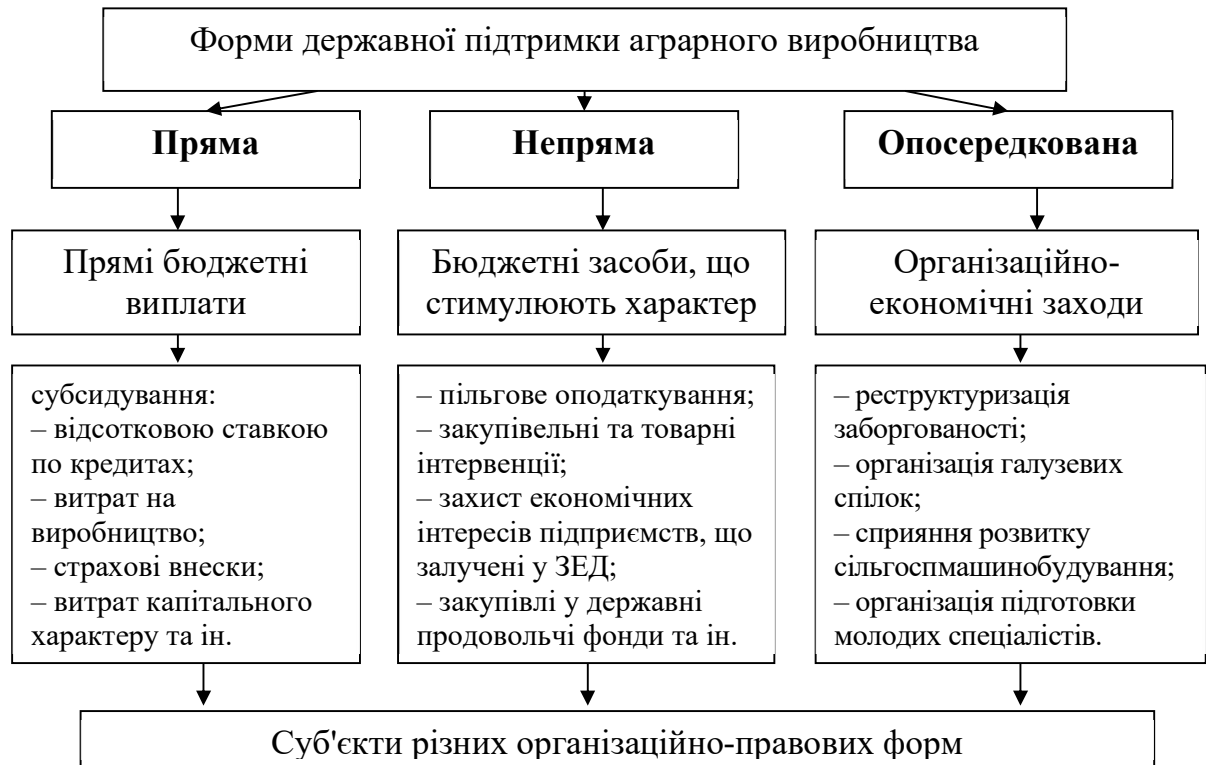 Форми державної підтримки аграрного виробництва
Пряма
Непряма
Опосередкована
Прямі бюджетні
виплати
Бюджетні засоби, що
стимулюють характер
Організаційно-
економічні заходи
субсидування:
– відсотковою ставкою
по кредитах;
– витрат на
виробництво;
– страхові внески;
– витрат капітального
характеру та ін.
– пільгове оподаткування;
– закупівельні та товарні
інтервенції;
– захист економічних
інтересів підприємств, що
залучені у ЗЕД;
– закупівлі у державні
продовольчі фонди та ін.
– реструктуризація
заборгованості;
– організація галузевих
спілок;
– сприяння розвитку
сільгоспмашинобудування;
– організація підготовки
молодих спеціалістів.
Суб'єкти різних організаційно-правових форм